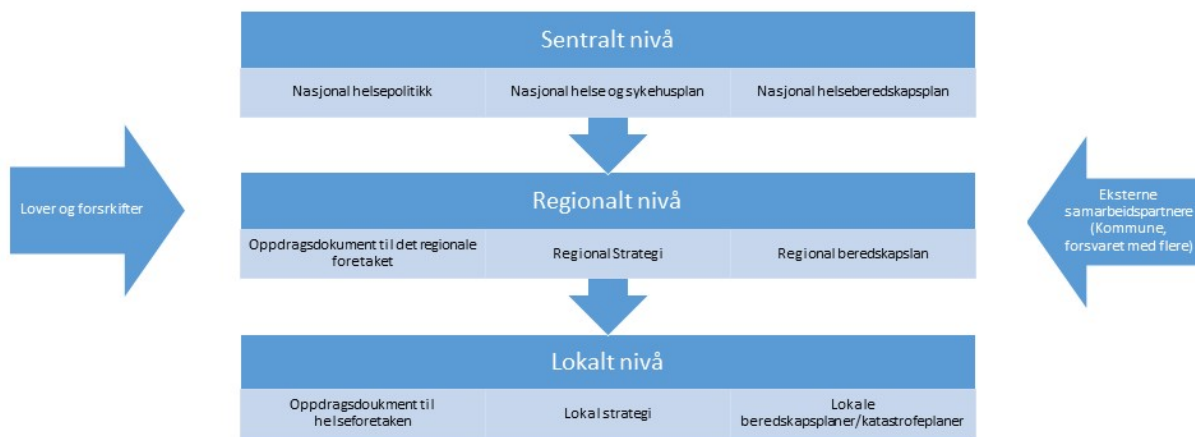 Sentralt nivå
Nasjonal helsepolitikk
Nasjonal helse og sykehusplan
Nasjonal helseberedskapsplan
Lover og forsrkifter
Regionalt nivå
Oppdragsdokument til det regionale
foretaket
Regional Strategi
Regional beredskapslan
Eksterne
samarbeidspartnere
(Kommune,
forsvaret med flere)
Lokalt nivå
Oppdragsdoukment til
helseforetaken
Lokal strategi
Lokale
beredskapsplaner/katastrofeplaner